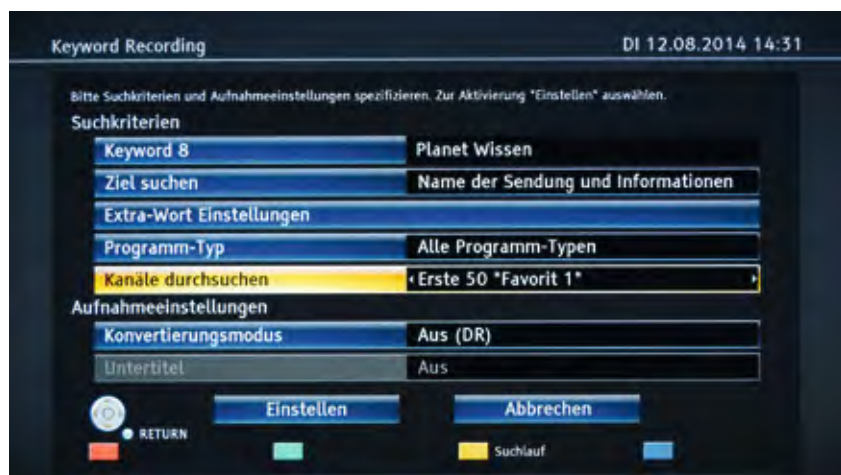 Keyword Recording DI 12.08.2014 14:31
Bitte Suchkriterien und Aufnahmeeinstellungen spezifizieren. Zur Aktivierung "Einstellen" auswählen.
Suchkriterien
Keyword 8 Planet Wissen
Ziel suchen Name der Sendung und Informationen
Extra-Wort Einstellungen
Programm-Typ Alle Programm-Typen
Kanäle durchsuchen Erste 50 "Favorit 1"
Aufnahmeeinstellungen
Konvertierungsmodus Aus (DR)
Untertitel Aus
Einstellen Abbrechen
RETURN
Suchlauf